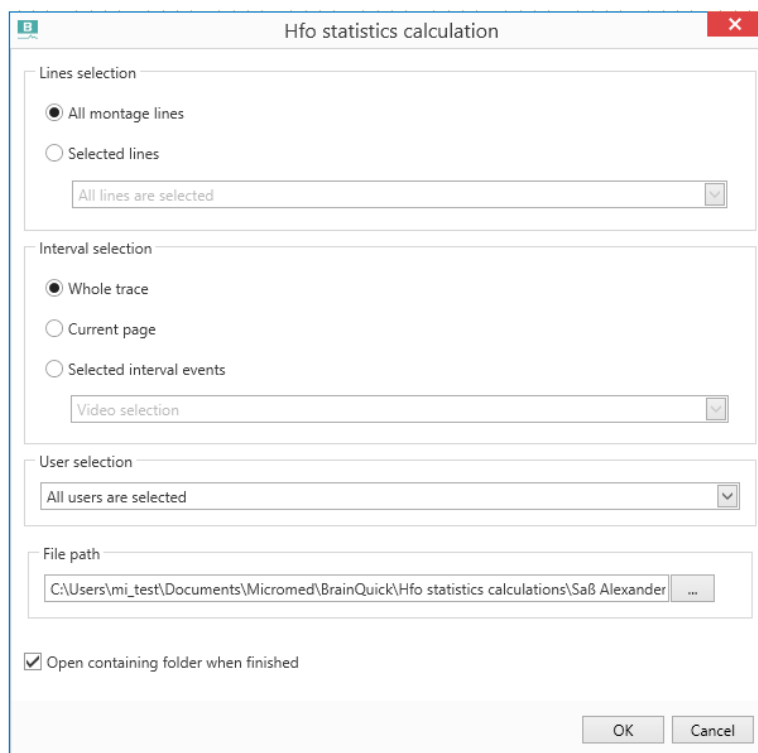 B
Hfo statistics calculation
Lines selection
All montage lines
Selected lines
All lines are selected
Interval selection
Whole trace
Current page
Selected interval events
Video selection
User selection
All users are selected
File path
C:\Users\mi_test\Documents\Micromed\BrainQuick\Hfo statistics calculations\Saß Alexander
...
Open containing folder when finished
OK Cancel